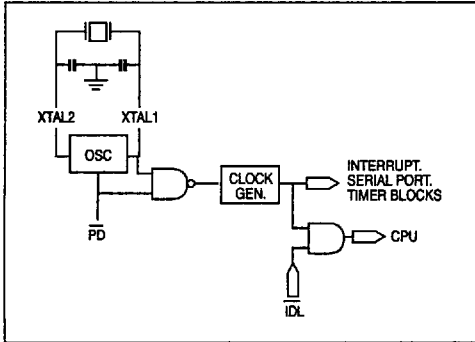 XTAL2
XTAL1
OSC
CLOCK
GEN.
INTERRUPT.
SERIAL PORT.
TIMER BLOCKS
CPU
PD
IDL